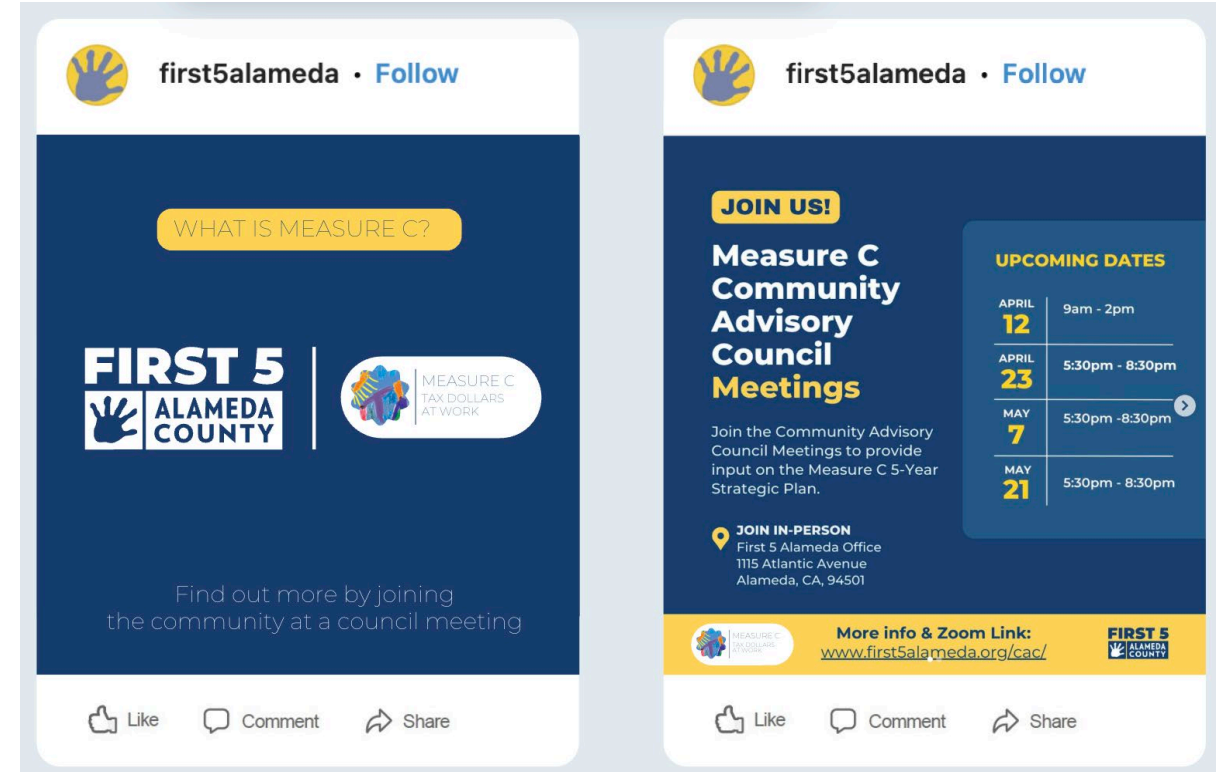 first5alameda • Follow
WHAT IS MEASURE C?
FIRST 5
ALAMEDA
COUNTY
MEASURE C
TAX DOLLARS
AT WORK
Find out more by joining
the community at a council meeting
Like Comment Share
first5alameda • Follow
JOIN US!
Measure C
Community
Advisory
Council
Meetings
Join the Community Advisory
Council Meetings to provide
input on the Measure C 5-Year
Strategic Plan.
JOIN IN-PERSON
First 5 Alameda Office
1115 Atlantic Avenue
Alameda, CA, 94501
UPCOMING DATES
APRIL
12
9am - 2pm
APRIL
23
5:30pm - 8:30pm
MAY
7
5:30pm -8:30pm
MAY
21
5:30pm - 8:30pm
MEASURE C
TAX DOLLARS
AT WORK
More info & Zoom Link:
www.first5alameda.org/cac/
FIRST 5
ALAMEDA
COUNTY
Like Comment Share